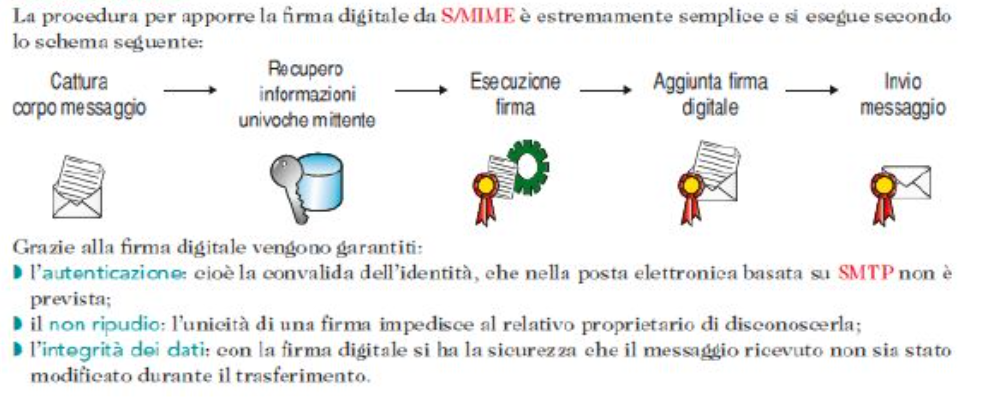 La procedura per apporre la firma digitale da S/MIME è estremamente semplice e si esegue secondo
lo schema seguente:
Cattura
corpo messaggio
Recupero
informazioni
univoche mittente
Esecuzione
firma
Aggiunta firma
digitale
Invio
messaggio
Grazie alla firma digitale vengono garantiti:
l'autenticazione: cioè la convalida dell'identità, che nella posta elettronica basata su SMTP non è
prevista;
il non ripudio: l'unicità di una firma impedisce al relativo proprietario di disconoscerla;
l'integrità dei dati: con la firma digitale si ha la sicurezza che il messaggio ricevuto non sia stato
modificato durante il trasferimento.